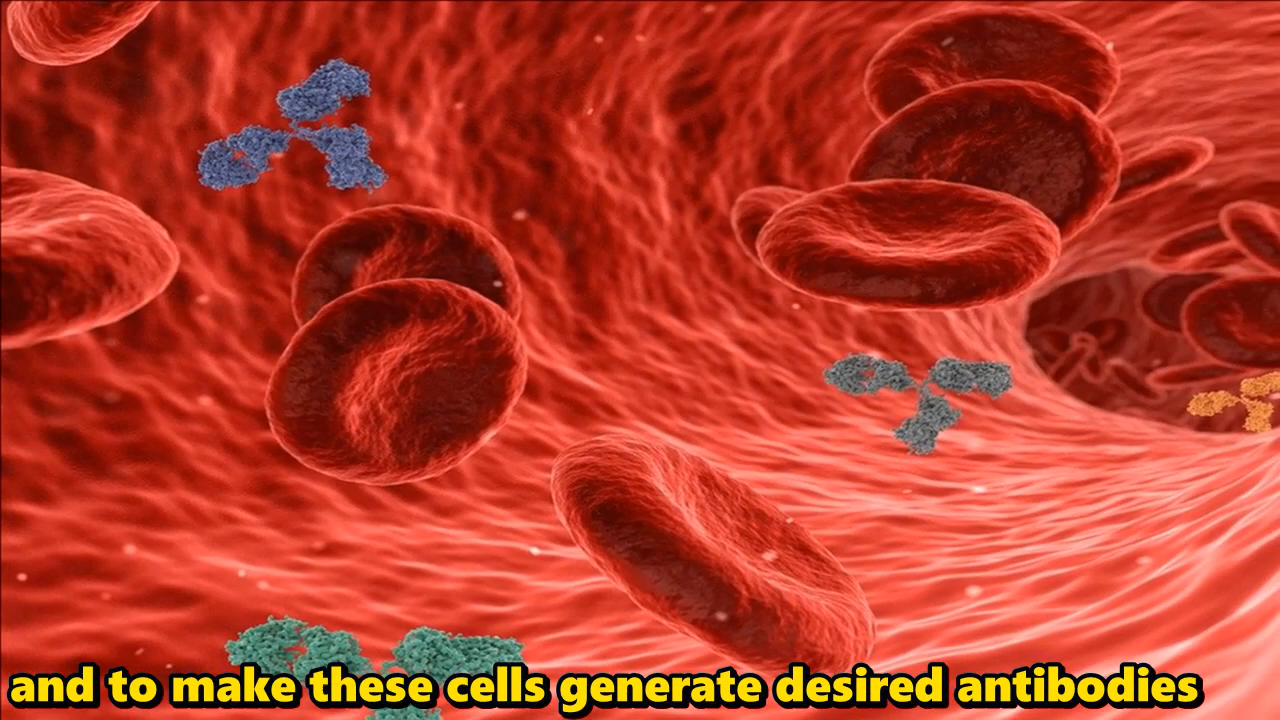 and to make these cells generate desired antibodies